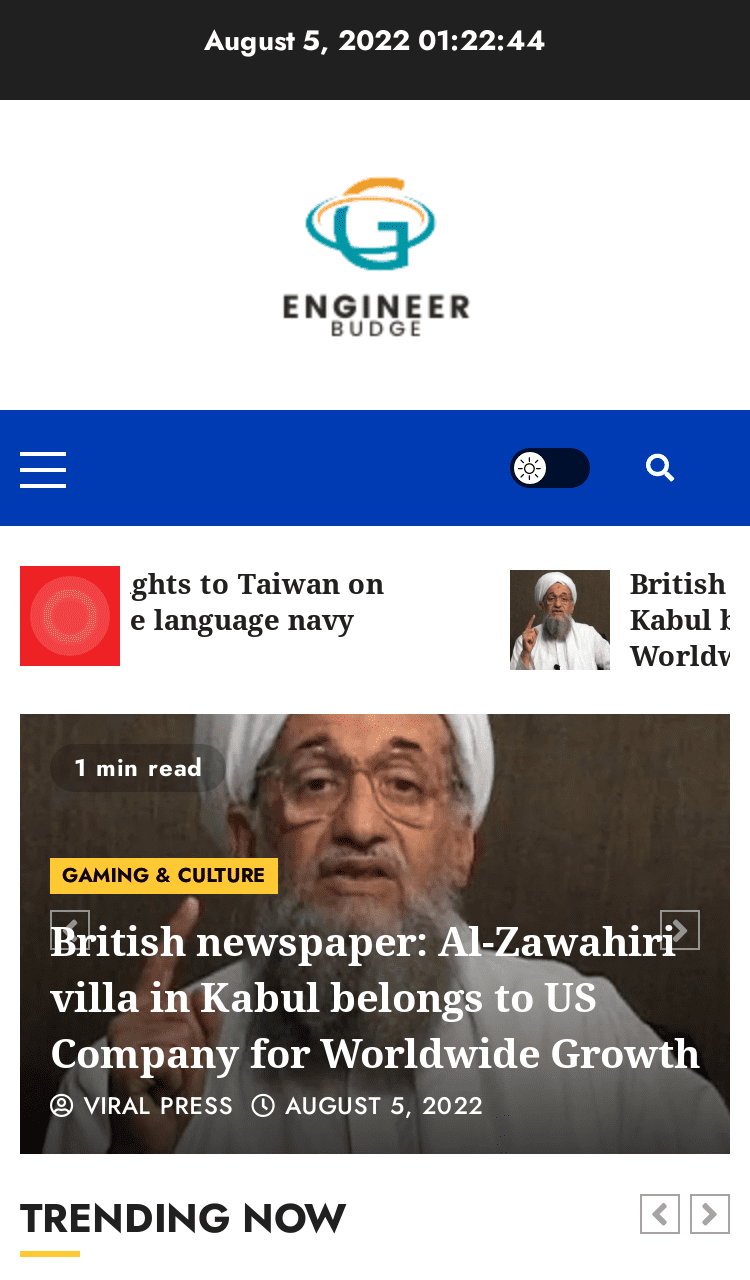 August 5, 2022 01:22:44
ENGINEER
BUDGE
ghts to Taiwan on
e language navy
British
Kabul b
Worldw
1 min read
GAMING & CULTURE
British newspaper: Al-Zawahiri
villa in Kabul belongs to US
Company for Worldwide Growth
VIRAL PRESS AUGUST 5, 2022
TRENDING NOW